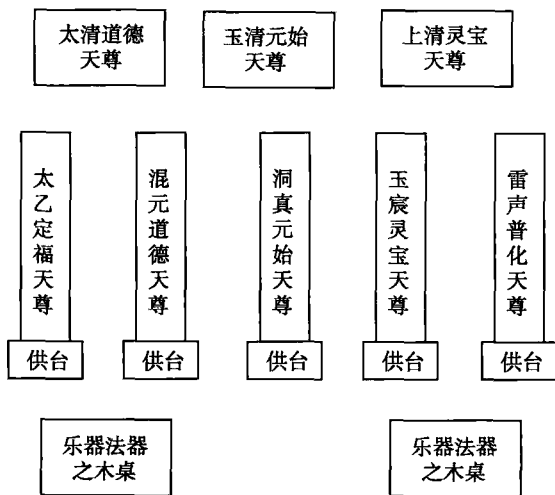 太清道德
天尊
玉清元始
天尊
上清灵宝
天尊
太乙定福天尊
混元道德天尊
洞真元始天尊
玉宸灵宝天尊
雷声普化天尊
供台
供台
供台
供台
供台
乐器法器
之木桌
乐器法器
之木桌